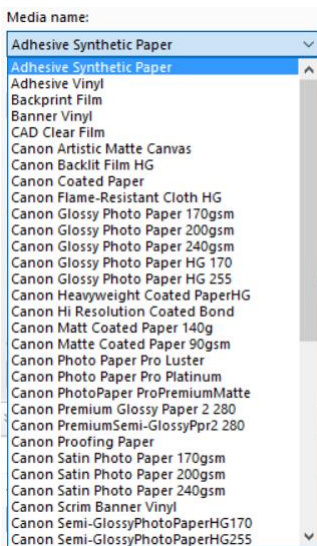 Media name:
Adhesive Synthetic Paper
Adhesive Synthetic Paper
Adhesive Vinyl
Backprint Film
Banner Vinyl
CAD Clear Film
Canon Artistic Matte Canvas
Canon Backlit Film HG
Canon Coated Paper
Canon Flame-Resistant Cloth HG
Canon Glossy Photo Paper 170gsm
Canon Glossy Photo Paper 200gsm
Canon Glossy Photo Paper 240gsm
Canon Glossy Photo Paper HG 170
Canon Glossy Photo Paper HG 255
Canon Heavyweight Coated PaperHG
Canon Hi Resolution Coated Bond
Canon Matt Coated Paper 140g
Canon Matte Coated Paper 90gsm
Canon Photo Paper Pro Luster
Canon Photo Paper Pro Platinum
Canon PhotoPaper ProPremiumMatte
Canon Premium Glossy Paper 2 280
Canon PremiumSemi-GlossyPpr2 280
Canon Proofing Paper
Canon Satin Photo Paper 170gsm
Canon Satin Photo Paper 200gsm
Canon Satin Photo Paper 240gsm
Canon Scrim Banner Vinyl
Canon Semi-GlossyPhotoPaperHG170
Canon Semi-GlossyPhotoPaperHG255